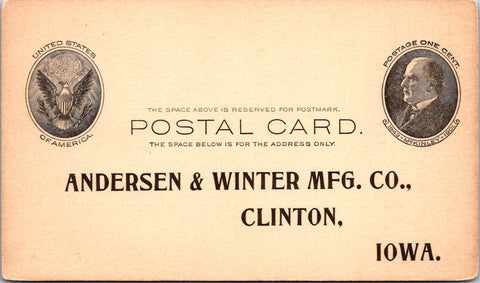 UNITED STATES
OF AMERICA.
POSTAGE ONE CENT.
1843-McKINLEY-1901.
THE SPACE ABOVE IS RESERVED FOR POSTMARK.
POSTAL CARD.
THE SPACE BELOW IS FOR THE ADDRESS ONLY.
ANDERSEN & WINTER MFG. CO.,
CLINTON,
IOWA.